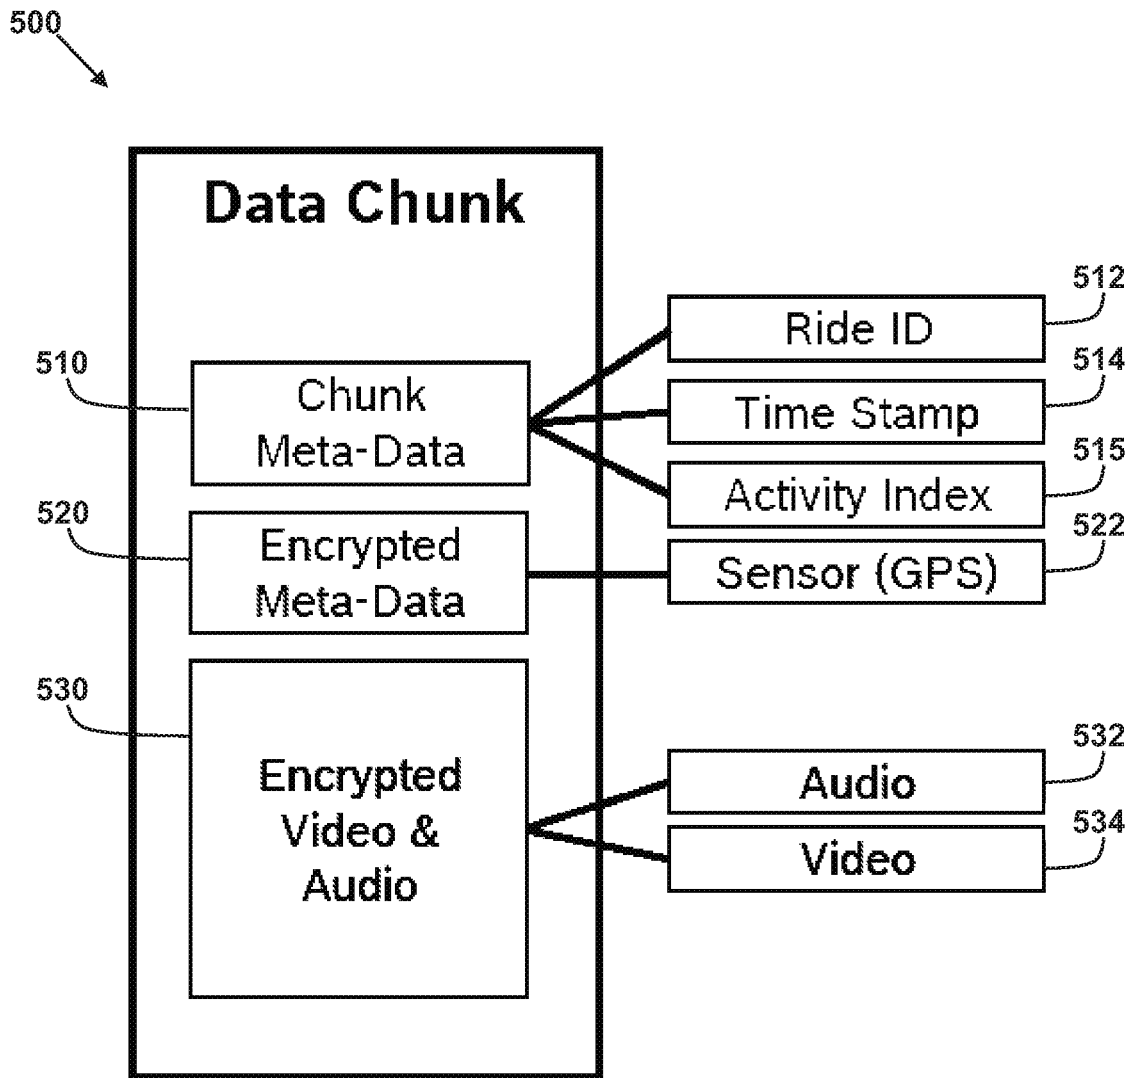 500
Data Chunk
510
Chunk
Meta-Data
512
Ride ID
514
Time Stamp
515
Activity Index
520
Encrypted
Meta-Data
522
Sensor (GPS)
530
Encrypted
Video &
Audio
532
Audio
534
Video